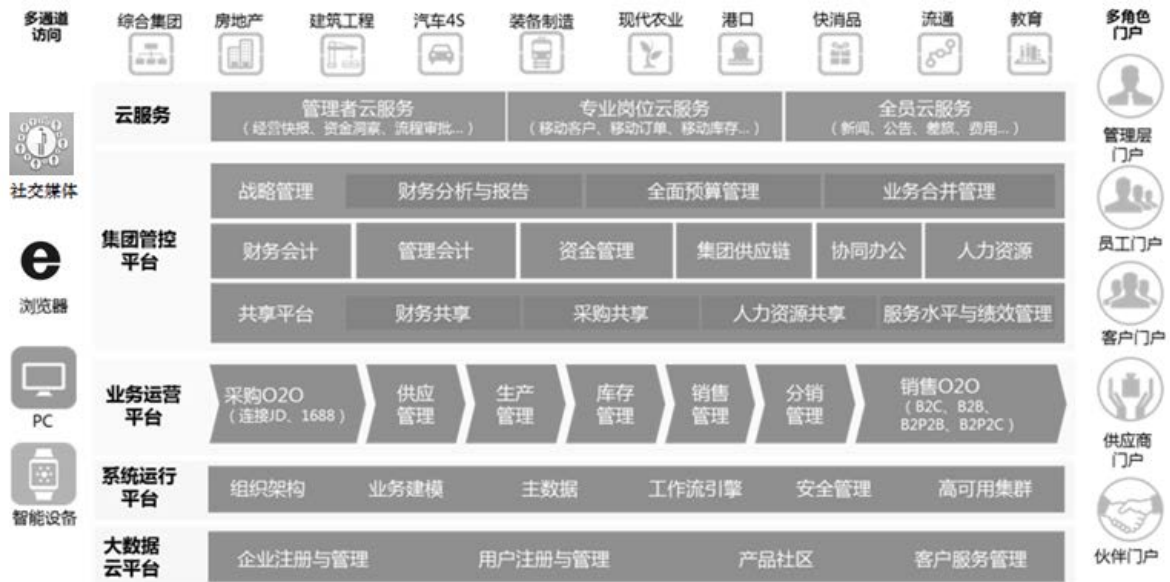 多通道
访问
综合集团
房地产
建筑工程
汽车4S
装备制造
现代农业
港口
快消品
流通
教育
多角色
门户
社交媒体
浏览器
PC
智能设备
云服务
管理者云服务
（经营快报、资金洞察、流程审批...）
专业岗位云服务
（移动客户、移动订单、移动库存...）
全员云服务
（新闻、公告、差旅、费用...）
集团管控
平台
战略管理
财务分析与报告
全面预算管理
业务合并管理
财务会计
管理会计
资金管理
集团供应链
协同办公
人力资源
共享平台
财务共享
采购共享
人力资源共享
服务水平与绩效管理
业务运营
平台
采购O2O
（连接JD、1688）
供应
管理
生产
管理
库存
管理
销售
管理
分销
管理
销售O2O
（B2C、B2B、
B2P2B、B2P2C）
系统运行
平台
组织架构
业务建模
主数据
工作流引擎
安全管理
高可用集群
大数据
云平台
企业注册与管理
用户注册与管理
产品社区
客户服务管理
管理层
门户
员工门户
客户门户
供应商
门户
伙伴门户